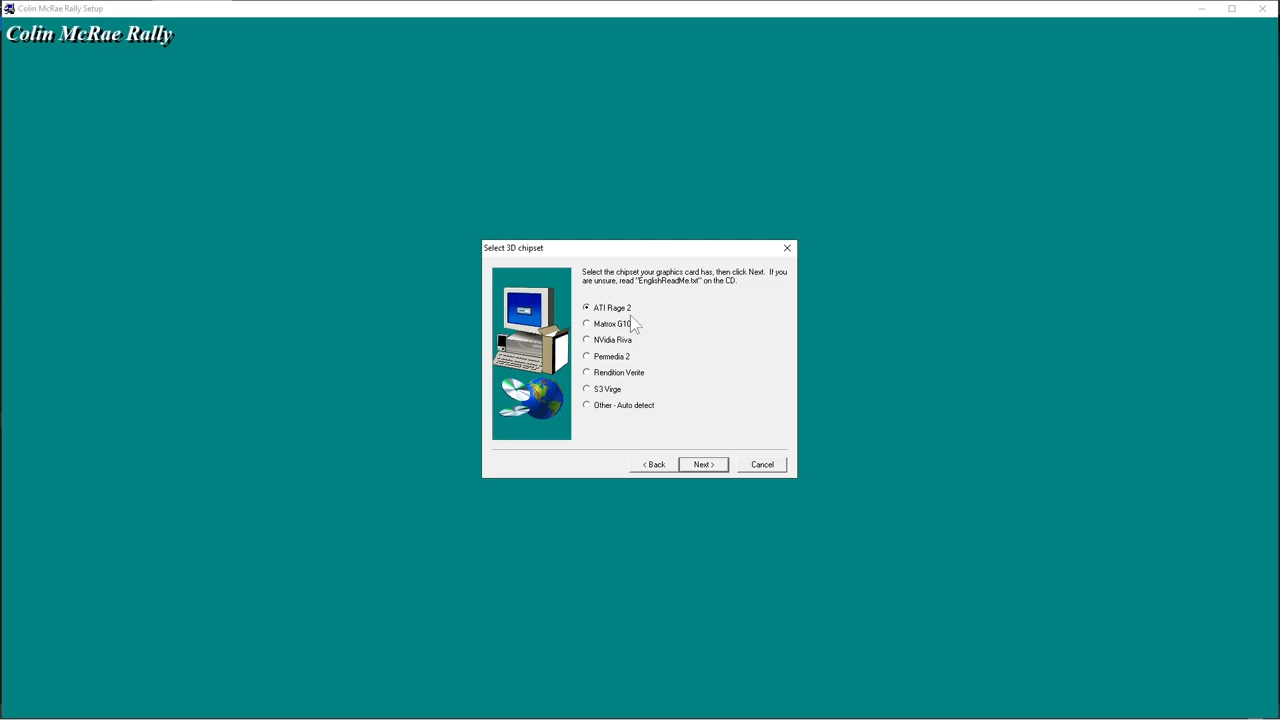 Colin McRae Rally Setup
Colin McRae Rally
Select 3D chipset
Select the chipset your graphics card has, then click Next. If you
are unsure, read "EnglishReadMe.txt" on the CD.
ATI Rage 2
Matrox G10
NVidia Riva
Permedia 2
Rendition Verite
S3 Virge
Other - Auto detect
< Back
Next >
Cancel